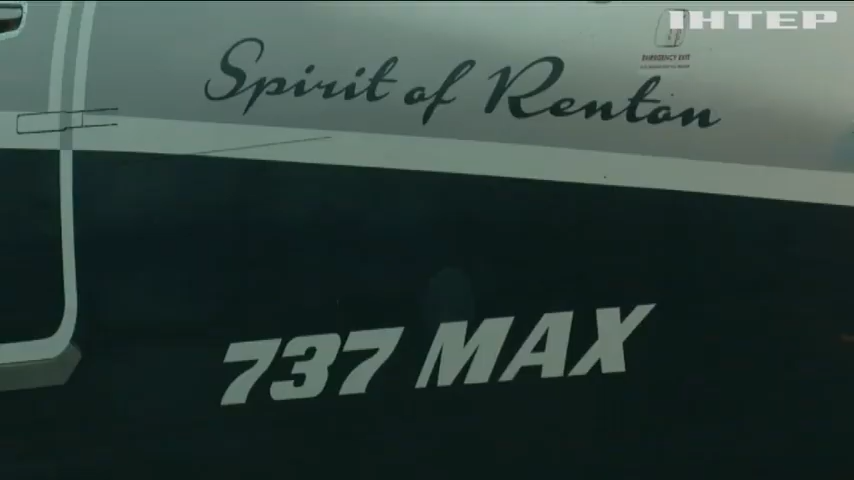 ІНТЕР
EMERGENCY EXIT
Spirit of Renton
737 MAX